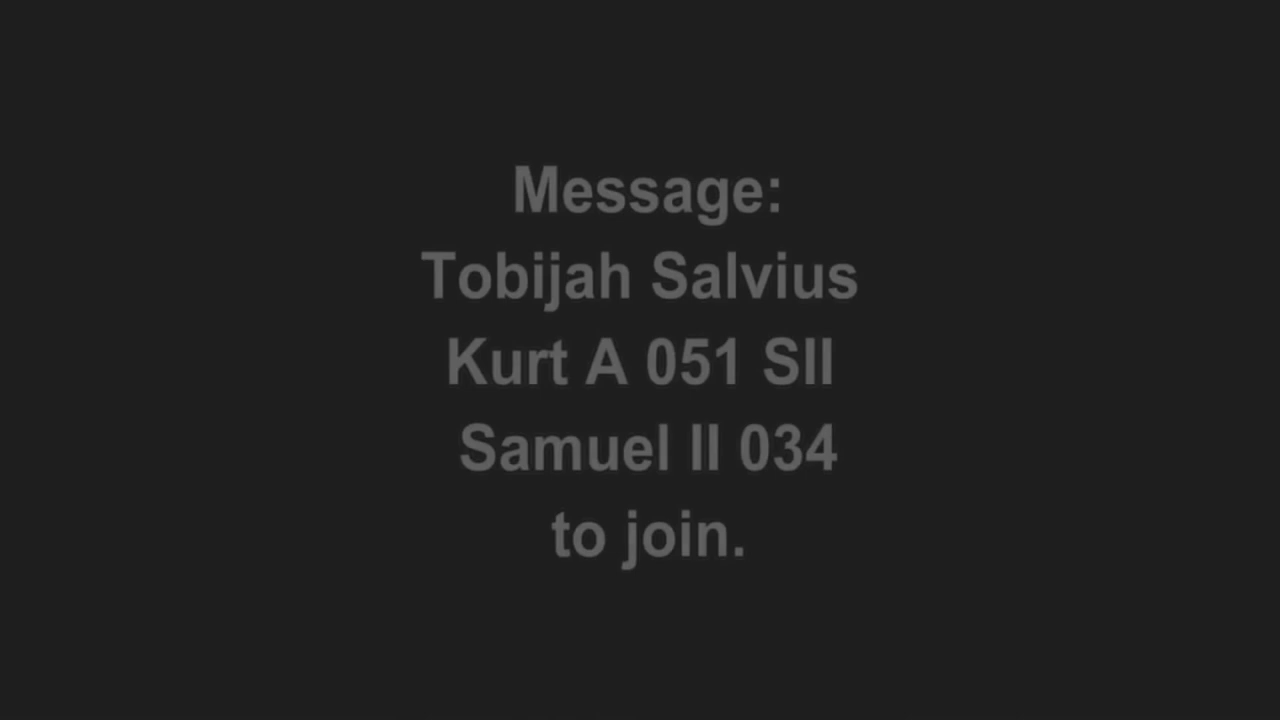 Message:
Tobijah Salvius
Kurt A 051 SII
Samuel II 034
to join.